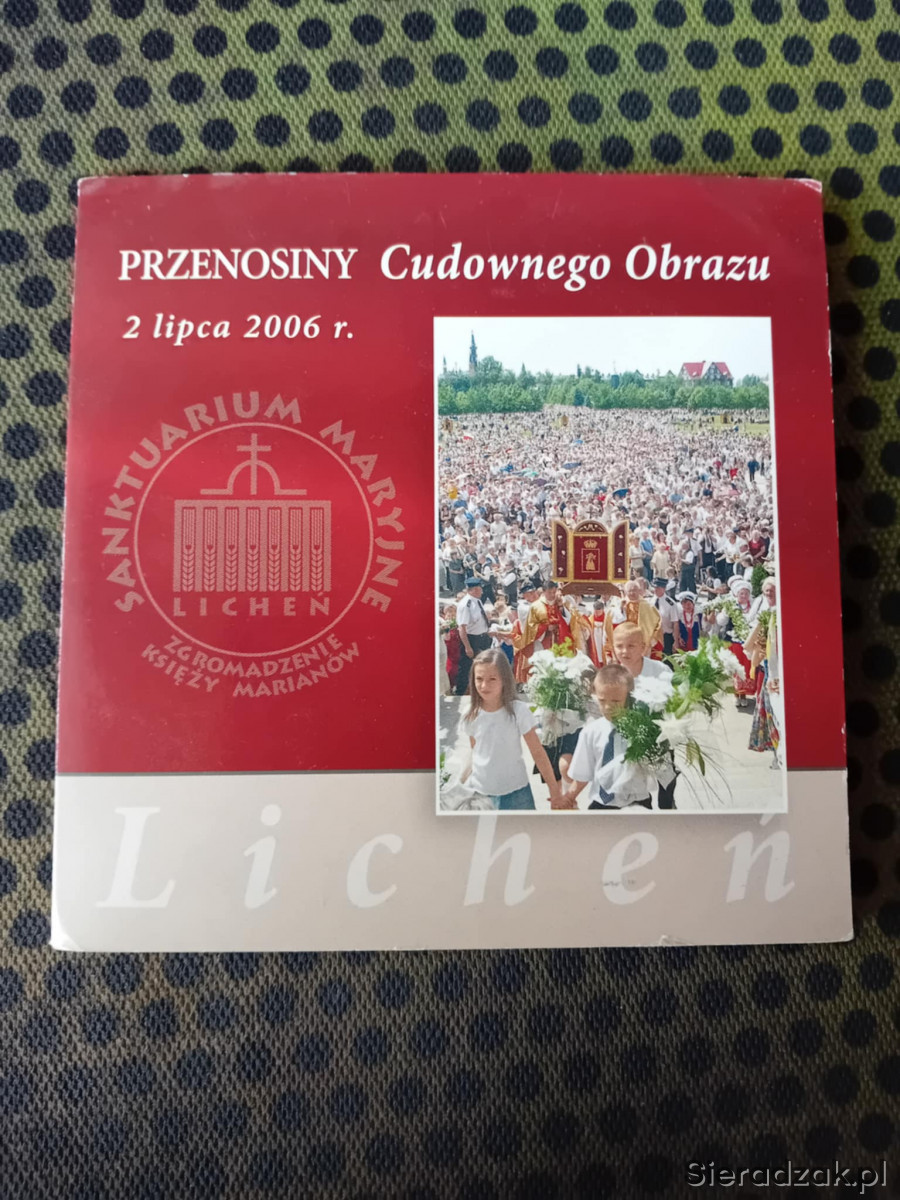 PRZENOSINY Cudownego Obrazu
2 lipca 2006 r.
SANKTUARIUM MARYJNE
LICHEŃ
ZGROMADZENIE
KSIĘŻY MARIANÓW
Licheń
Sieradzak.pl